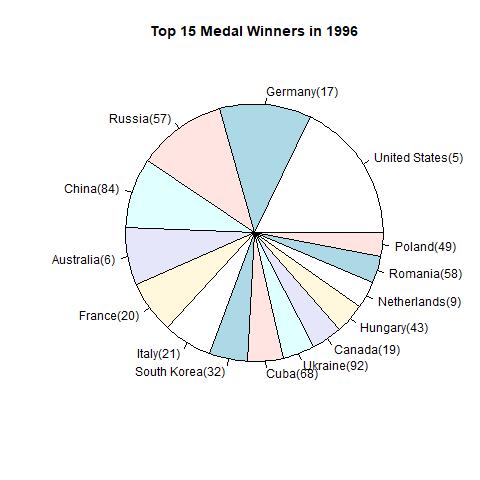 Top 15 Medal Winners in 1996
Germany(17)
Russia(57)
United States(5)
China(84)
Poland(49)
Australia(6)
Romania(58)
Netherlands(9)
France(20)
Hungary(43)
Canada(19)
Italy(21)
Ukraine(92)
South Korea(32)
Cuba(68)